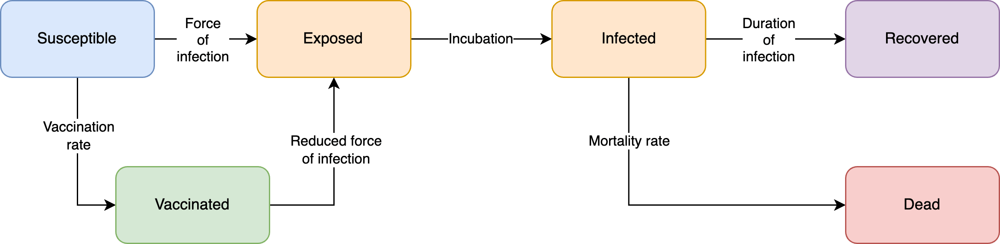 Susceptible
Force
of
infection
Exposed
Incubation
Infected
Duration
of
infection
Recovered
Vaccination
rate
Reduced force
of infection
Mortality rate
Vaccinated
Dead